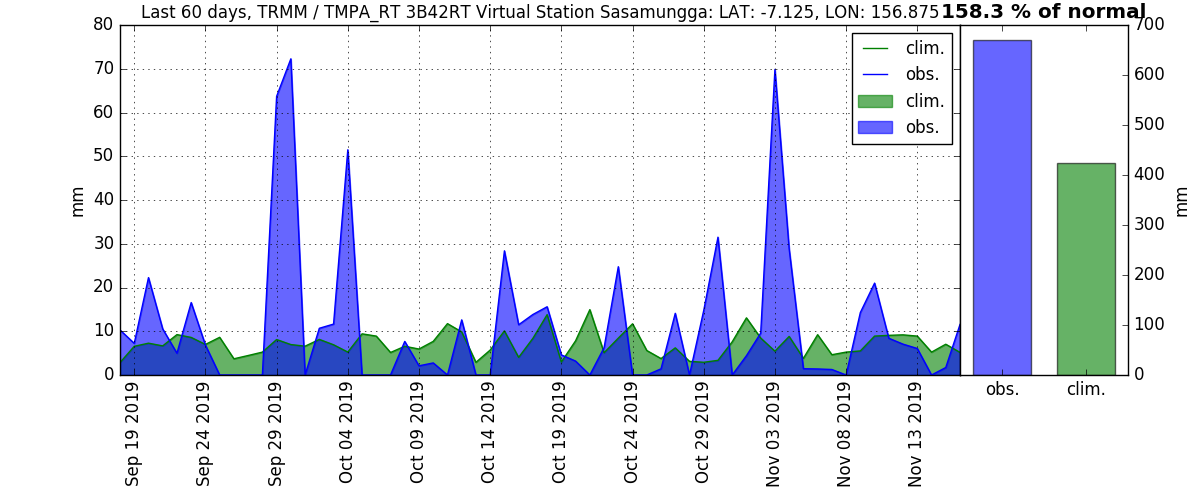 Last 60 days, TRMM / TMPA_RT 3B42RT Virtual Station Sasamungga: LAT: -7.125, LON: 156.875
158.3 % of normal
80
70
60
50
40
30
20
10
0
mm
clim.
obs.
clim.
obs.
Sep 19 2019
Sep 24 2019
Sep 29 2019
Oct 04 2019
Oct 09 2019
Oct 14 2019
Oct 19 2019
Oct 24 2019
Oct 29 2019
Nov 03 2019
Nov 08 2019
Nov 13 2019
700
600
500
400
300
200
100
0
mm
obs.
clim.